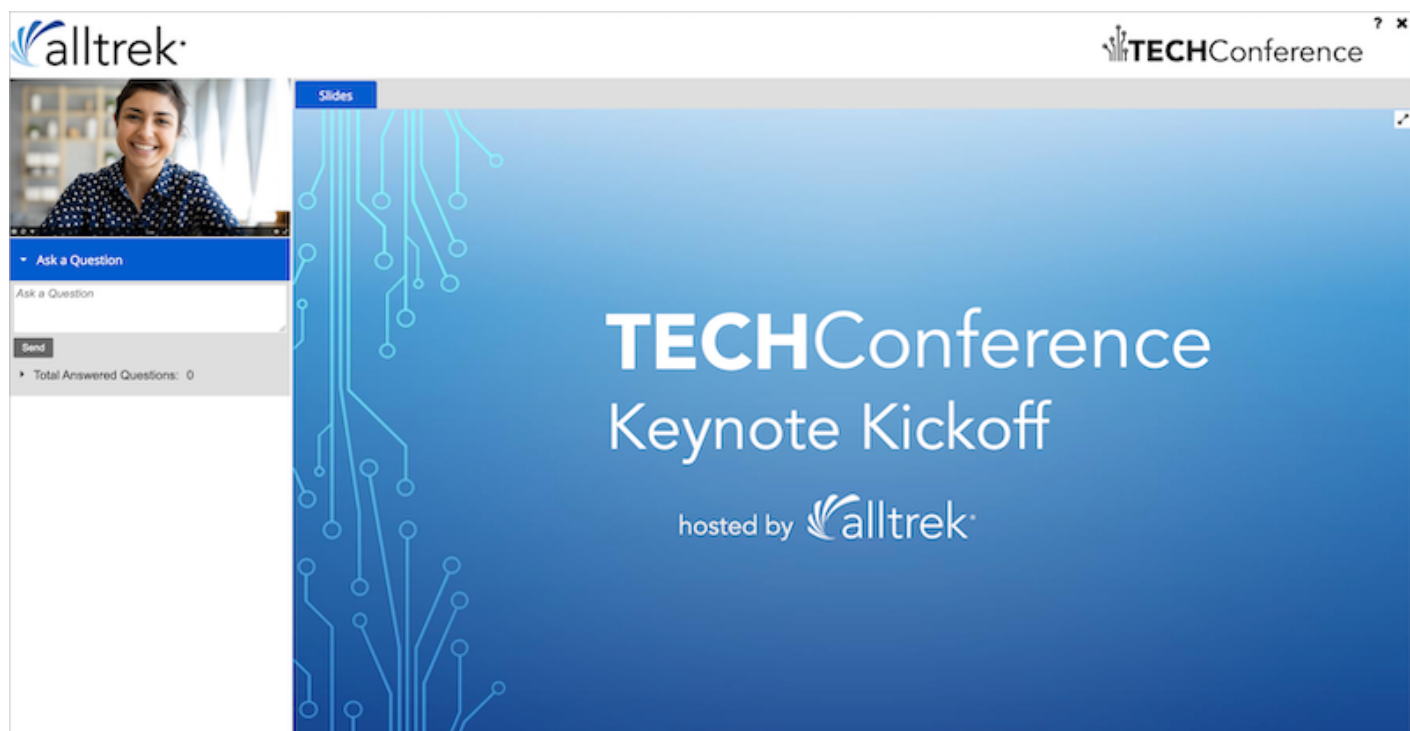 alltrek
? ×
TECHConference
Slides
Ask a Question
Ask a Question
Send
Total Answered Questions: 0
TECHConference
Keynote Kickoff
hosted by alltrek